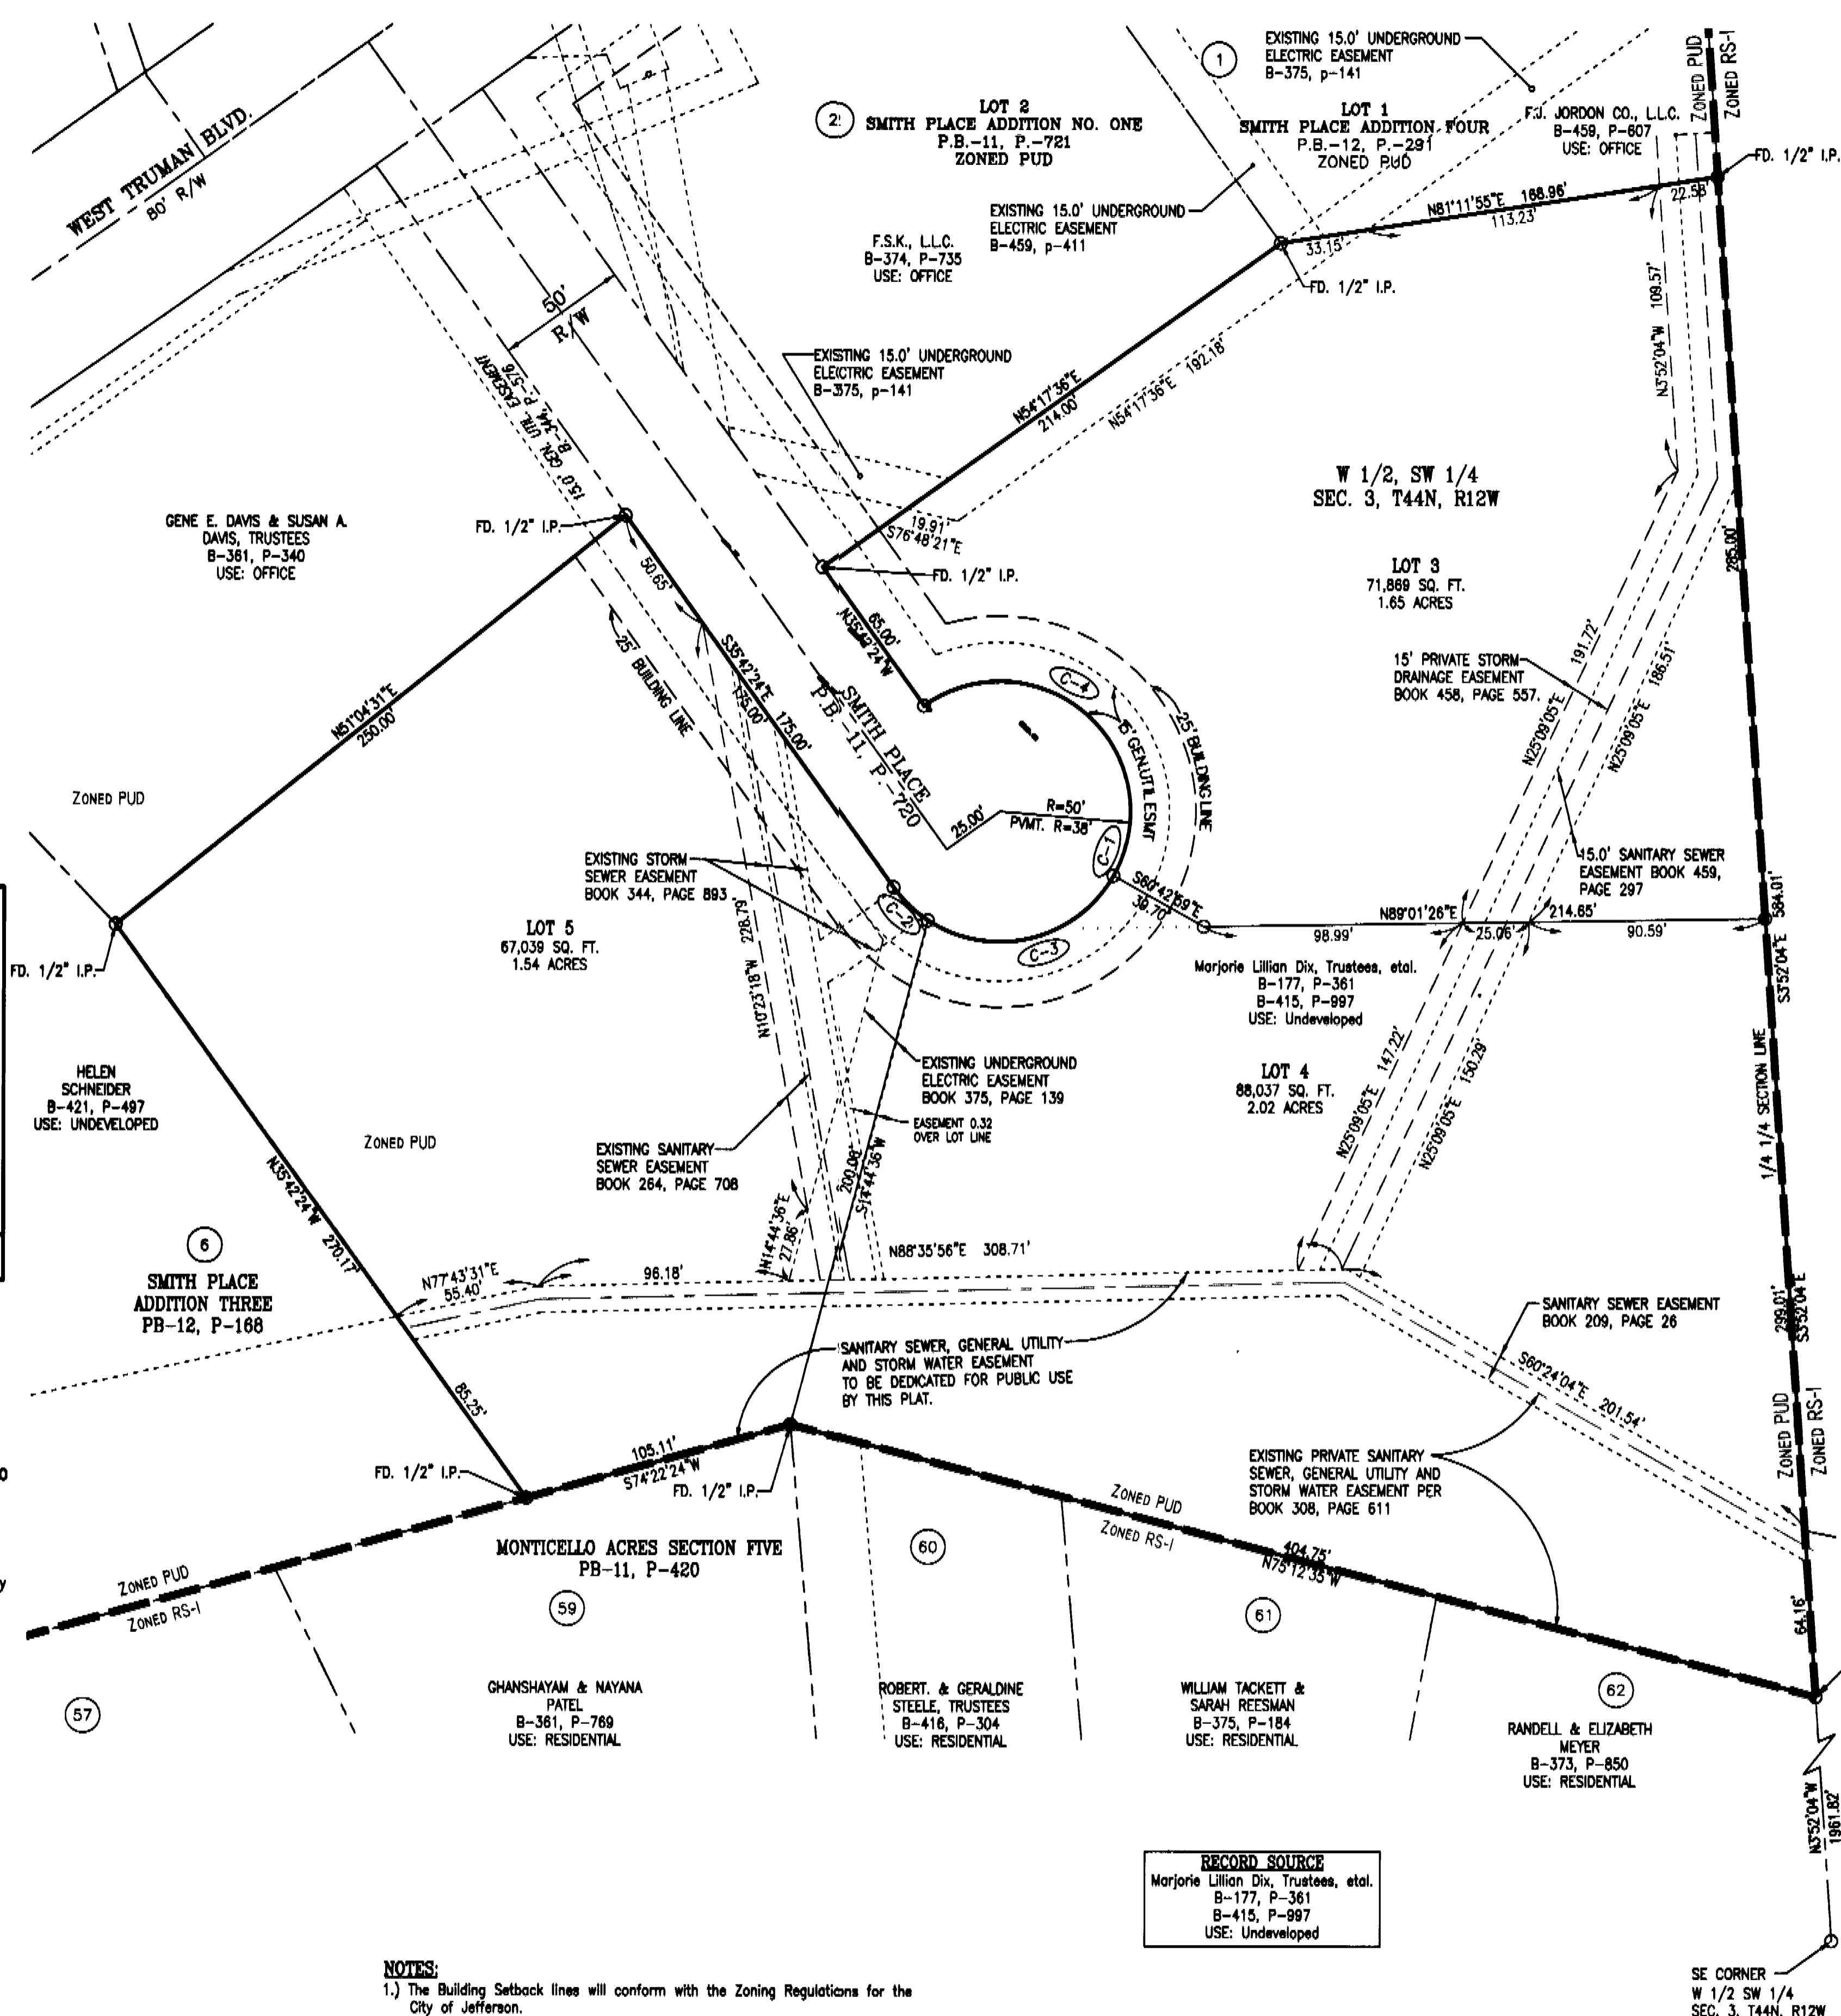 EXISTING 15.0' UNDERGROUND
ELECTRIC EASEMENT
B-375, p-141
1
ZONED PUD
ZONED RS-1
LOT 2
SMITH PLACE ADDITION NO. ONE
P.B.-11, P.-721
ZONED PUD
2
LOT 1
SMITH PLACE ADDITION FOUR
P.B.-12, P.-291
ZONED PUD
F.J. JORDON CO., L.L.C.
B-459, P-607
USE: OFFICE
FD. 1/2" I.P.
WEST TRUMAN BLVD.
80' R/W
N81°11'55"E 168.96'
22.58'
113.23'
33.15'
EXISTING 15.0' UNDERGROUND
ELECTRIC EASEMENT
B-459, p-411
F.S.K., L.L.C.
B-374, P-735
USE: OFFICE
FD. 1/2" I.P.
50'
R/W
N3°52'04"W 109.57'
15.0' GEN. UTIL. EASEMENT
B.-344, P.-576
EXISTING 15.0' UNDERGROUND
ELECTRIC EASEMENT
B-375, p-141
N54°17'36"E
214.00'
N54°17'36"E 192.18'
W 1/2, SW 1/4
SEC. 3, T44N, R12W
GENE E. DAVIS & SUSAN A.
DAVIS, TRUSTEES
B-361, P-340
USE: OFFICE
FD. 1/2" I.P.
19.91'
S76°48'21"E
FD. 1/2" I.P.
285.00'
LOT 3
71,869 SQ. FT.
1.65 ACRES
50.65'
65.00'
N35°42'24"W
25' BUILDING LINE
S35°42'24"E 175.00'
175.00'
N51°04'31"E
250.00'
SMITH PLACE
P.B.-11, P.-720
C-4
15' GEN. UTIL ESMT
25' BUILDING LINE
191.72'
N25°09'05"E
186.51'
N25°09'05"E
15' PRIVATE STORM
DRAINAGE EASEMENT
BOOK 458, PAGE 557.
ZONED PUD
25.00'
R=50'
PVMT. R=38'
C-1
EXISTING STORM
SEWER EASEMENT
BOOK 344, PAGE 893
15.0' SANITARY SEWER
EASEMENT BOOK 459,
PAGE 297
S60°42'59"E
39.70'
C-2
C-3
N89°01'26"E
214.65'
98.99'
25.06'
90.59'
S3°52'04"E 584.01'
LOT 5
67,039 SQ. FT.
1.54 ACRES
N10°23'18"W 228.79'
FD. 1/2" I.P.
Marjorie Lillian Dix, Trustees, etal.
B-177, P-361
B-415, P-997
USE: Undeveloped
HELEN
SCHNEIDER
B-421, P-497
USE: UNDEVELOPED
EXISTING UNDERGROUND
ELECTRIC EASEMENT
BOOK 375, PAGE 139
EASEMENT 0.32
OVER LOT LINE
LOT 4
88,037 SQ. FT.
2.02 ACRES
N25°09'05"E 147.22'
N25°09'05"E 150.29'
1/4 1/4 SECTION LINE
ZONED PUD
EXISTING SANITARY
SEWER EASEMENT
BOOK 264, PAGE 708
200.08'
S14°44'36"W
N14°44'36"E
27.86'
N35°42'24"W 270.17'
6
SMITH PLACE
ADDITION THREE
PB-12, P-168
N77°43'31"E
55.40'
96.18'
N88°35'56"E 308.71'
SANITARY SEWER EASEMENT
BOOK 209, PAGE 26
299.01'
S3°52'04"E
S60°24'04"E 201.54'
SANITARY SEWER, GENERAL UTILITY
AND STORM WATER EASEMENT
TO BE DEDICATED FOR PUBLIC USE
BY THIS PLAT.
85.25'
ZONED PUD
ZONED RS-1
105.11'
S74°22'24"W
FD. 1/2" I.P.
FD. 1/2" I.P.
EXISTING PRIVATE SANITARY
SEWER, GENERAL UTILITY AND
STORM WATER EASEMENT PER
BOOK 308, PAGE 611
ZONED PUD
ZONED RS-1
MONTICELLO ACRES SECTION FIVE
PB-11, P-420
60
404.75'
N75°12'35"W
ZONED PUD
ZONED RS-1
59
61
64.16'
57
GHANSHAYAM & NAYANA
PATEL
B-361, P-769
USE: RESIDENTIAL
ROBERT. & GERALDINE
STEELE, TRUSTEES
B-416, P-304
USE: RESIDENTIAL
WILLIAM TACKETT &
SARAH REESMAN
B-375, P-184
USE: RESIDENTIAL
62
RANDELL & ELIZABETH
MEYER
B-373, P-850
USE: RESIDENTIAL
N3°52'04"W
1961.82'
RECORD SOURCE
Marjorie Lillian Dix, Trustees, etal.
B-177, P-361
B-415, P-997
USE: Undeveloped
NOTES:
1.) The Building Setback lines will conform with the Zoning Regulations for the
City of Jefferson.
SE CORNER
W 1/2 SW 1/4
SEC. 3, T44N, R12W